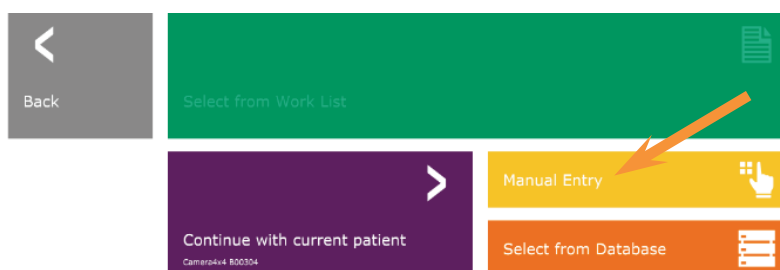 Back
Select from Work List
Manual Entry
Continue with current patient
Camera4x4 B00304
Select from Database